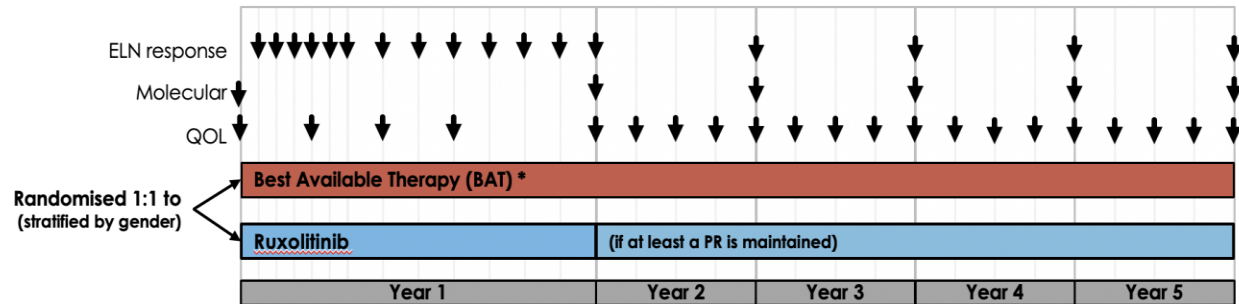 ELN response
Molecular
QOL
Best Available Therapy (BAT) *
Randomised 1:1 to
(stratified by gender)
Ruxolitinib
(if at least a PR is maintained)
Year 1
Year 2
Year 3
Year 4
Year 5